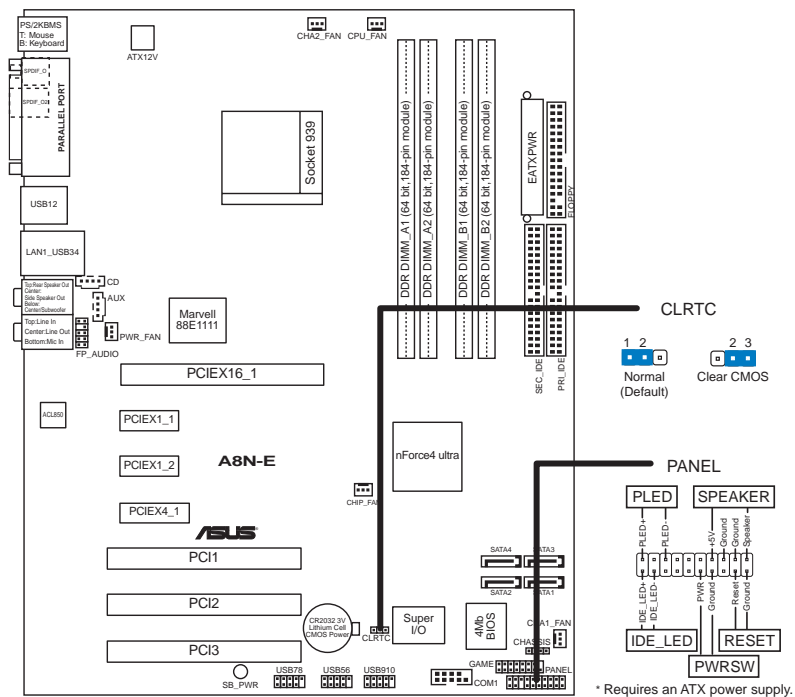 PS/2KBMS
T: Mouse
B: Keyboard
CHA2_FAN
CPU_FAN
ATX12V
SPDIF_O
SPDIF_O2
PARALLEL PORT
Socket 939
DDR DIMM_A1 (64 bit,184-pin module)
DDR DIMM_A2 (64 bit,184-pin module)
DDR DIMM_B1 (64 bit,184-pin module)
DDR DIMM_B2 (64 bit,184-pin module)
EATXPWR
FLOPPY
USB12
LAN1_USB34
CD
AUX
Top:Rear Speaker Out
Center:
Side Speaker Out
Below:
Center/Subwoofer
Top:Line In
Center:Line Out
Bottom:Mic In
FP_AUDIO
PWR_FAN
Marvell
88E1111
SEC_IDE
PRI_IDE
CLRTC
1 2
2 3
Normal
(Default)
Clear CMOS
PCIEX16_1
ACL850
PCIEX1_1
PCIEX1_2
A8N-E
nForce4 ultra
CHIP_FAN
PCIEX4_1
ASUS
PCI1
PCI2
PCI3
SATA4
SATA3
SATA2
SATA1
CR2032 3V
Lithium Cell
CMOS Power
CLRTC
Super
I/O
4Mb
BIOS
CHA1_FAN
CHASSIS
GAME
PANEL
COM1
SB_PWR
USB78
USB56
USB910
PANEL
PLED
SPEAKER
PLED+
PLED-
+5V
Ground
Ground
Speaker
IDE_LED+
IDE_LED-
PWR
Ground
Reset
Ground
IDE_LED
RESET
PWRSW
* Requires an ATX power supply.